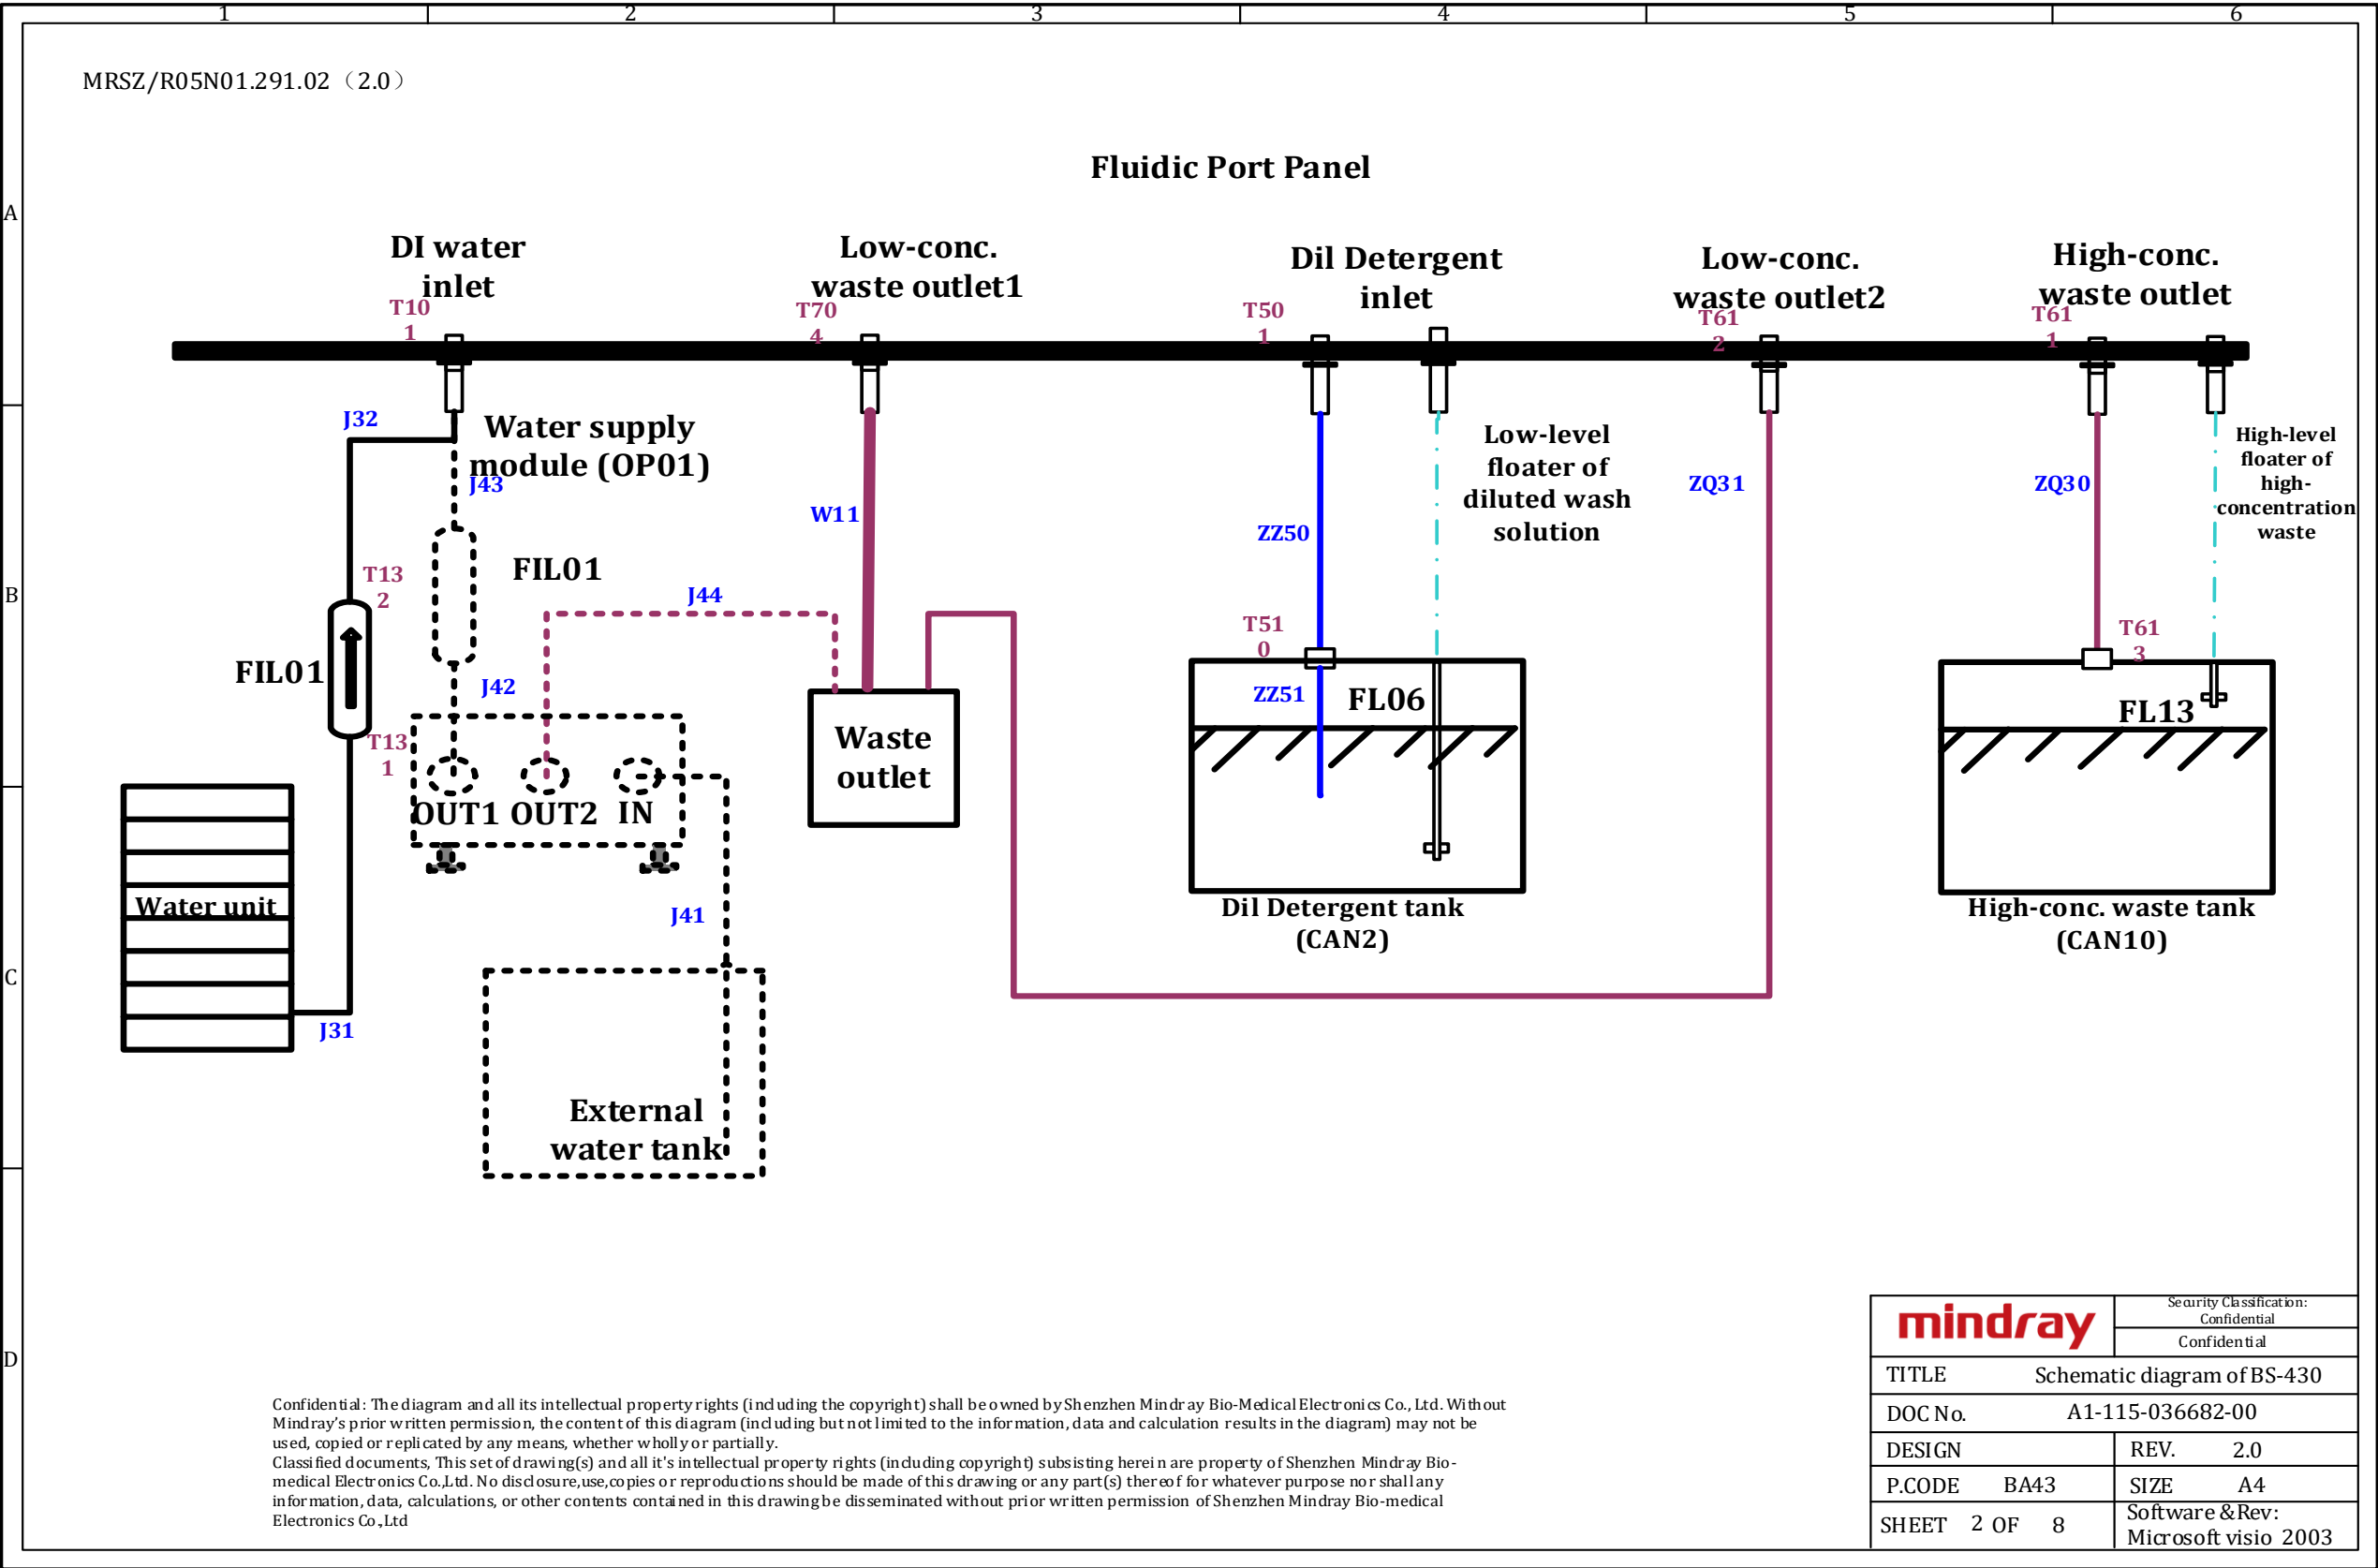 1 2 3 4 5 6
MRSZ/R05N01.291.02（2.0）
Fluidic Port Panel
A
DI water
inlet
Low-conc.
waste outlet1
Dil Detergent
inlet
Low-conc.
waste outlet2
High-conc.
waste outlet
T10
1
T70
4
T50
1
T61
2
T61
1
J32
Water supply
module (OP01)
J43
W11
ZZ50
Low-level
floater of
diluted wash
solution
ZQ31
ZQ30
High-level
floater of
high-
concentration
waste
B
T13
2
FIL01
J44
FIL01
J42
T13
1
T51
0
ZZ51
FL06
T61
3
FL13
Waste
outlet
OUT1 OUT2 IN
Water unit
J41
Dil Detergent tank
(CAN2)
High-conc. waste tank
(CAN10)
C
J31
External
water tank
D
mindray
Security Classification:
Confidential
Confidential
TITLE Schematic diagram of BS-430
DOC No. A1-115-036682-00
DESIGN REV. 2.0
P.CODE BA43 SIZE A4
SHEET 2 OF 8
Software &Rev:
Microsoft visio 2003
Confidential: The diagram and all its intellectual property rights (including the copyright) shall be owned by Shenzhen Mindray Bio-Medical Electronics Co., Ltd. Without
Mindray's prior written permission, the content of this diagram (including but not limited to the information, data and calculation results in the diagram) may not be
used, copied or replicated by any means, whether wholly or partially.
Classified documents, This set of drawing(s) and all it's intellectual property rights (including copyright) subsisting herein are property of Shenzhen Mindray Bio-
medical Electronics Co.,Ltd. No disclosure,use,copies or reproductions should be made of this drawing or any part(s) thereof for whatever purpose nor shall any
information, data, calculations, or other contents contained in this drawing be disseminated without prior written permission of Shenzhen Mindray Bio-medical
Electronics Co.,Ltd